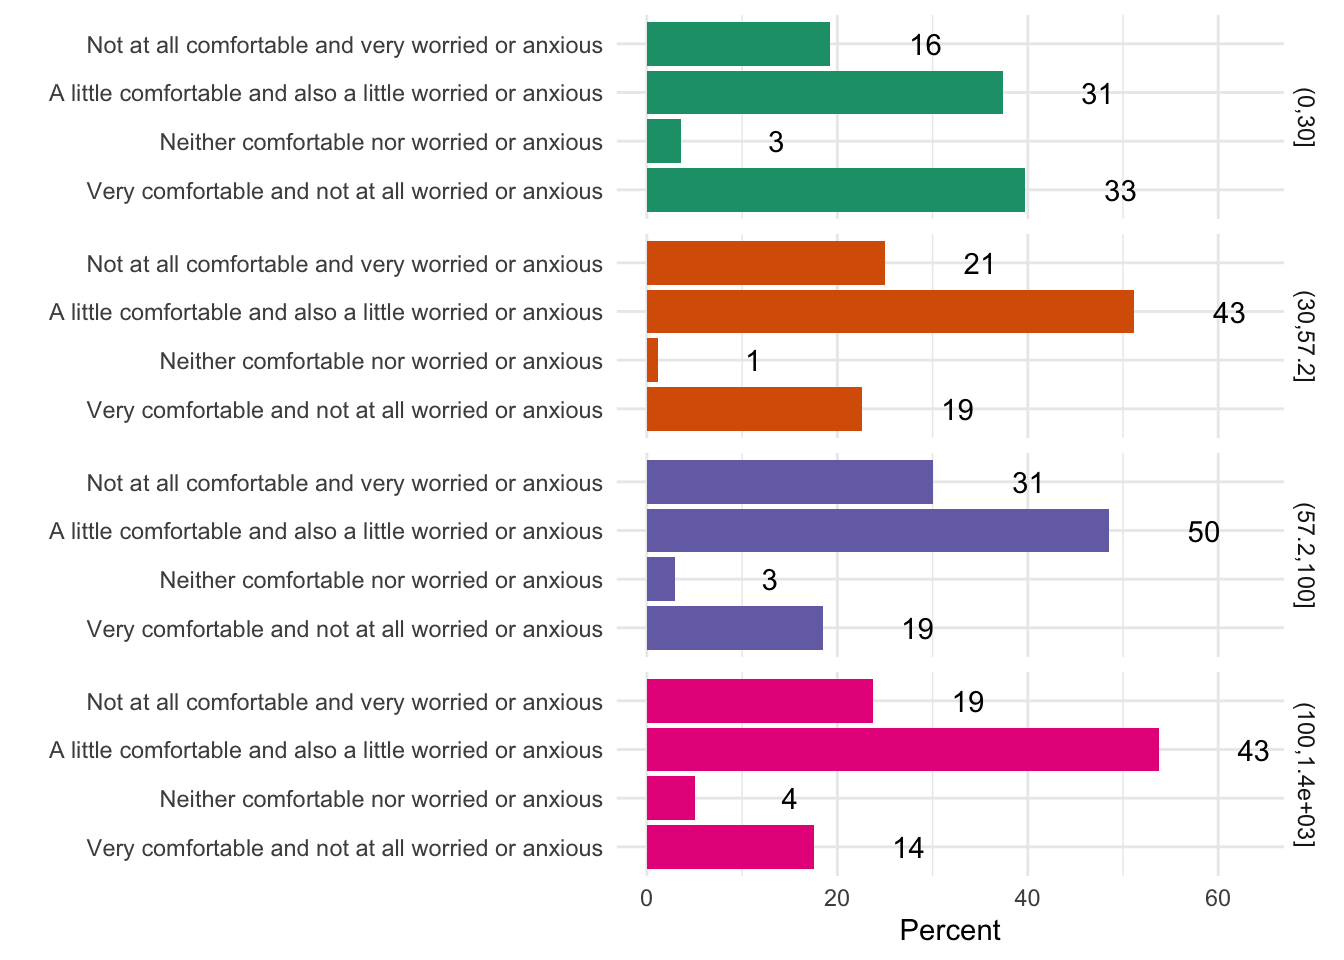 Not at all comfortable and very worried or anxious 16
A little comfortable and also a little worried or anxious 31
Neither comfortable nor worried or anxious 3
Very comfortable and not at all worried or anxious 33
(0,30]
Not at all comfortable and very worried or anxious 21
A little comfortable and also a little worried or anxious 43
Neither comfortable nor worried or anxious 1
Very comfortable and not at all worried or anxious 19
(30,57.2]
Not at all comfortable and very worried or anxious 31
A little comfortable and also a little worried or anxious 50
Neither comfortable nor worried or anxious 3
Very comfortable and not at all worried or anxious 19
(57.2,100]
Not at all comfortable and very worried or anxious 19
A little comfortable and also a little worried or anxious 43
Neither comfortable nor worried or anxious 4
Very comfortable and not at all worried or anxious 14
(100,1.4e+03]
0 20 40 60
Percent